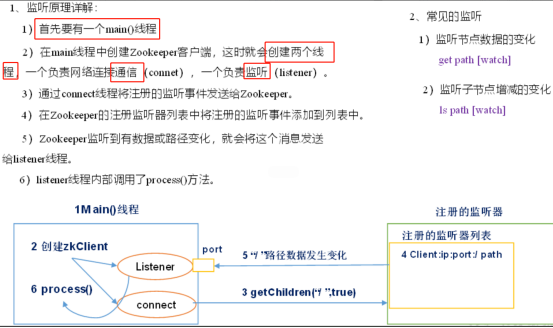 1、监听原理详解：
1）首先要有一个main()线程
2）在main线程中创建Zookeeper客户端，这时就会创建两个线
程，一个负责网络连接通信（connet），一个负责监听（listener）。
3）通过connect线程将注册的监听事件发送给Zookeeper。
4）在Zookeeper的注册监听器列表中将注册的监听事件添加到列表中。
5）Zookeeper监听到有数据或路径变化，就会将这个消息发送
给listener线程。
6）listener线程内部调用了process()方法。
2、常见的监听
1）监听节点数据的变化
get path [watch]
2）监听子节点增减的变化
ls path [watch]
1Main()线程
2 创建zkClient
6 process()
Listener
connect
port
5 “/ ”路径数据发生变化
3 getChildren(“/ ”,true)
注册的监听器
注册的监听器列表
4 Client:ip:port:/ path